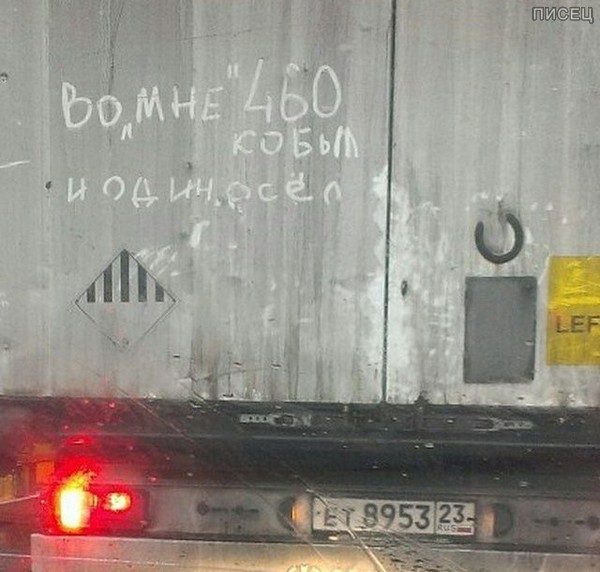 ПИСЕЦ
ВО „МНЕ" 460
КОБЫЛ
И ОДИН ОСЁЛ
LEF
ЕТ 8953 23
RUS